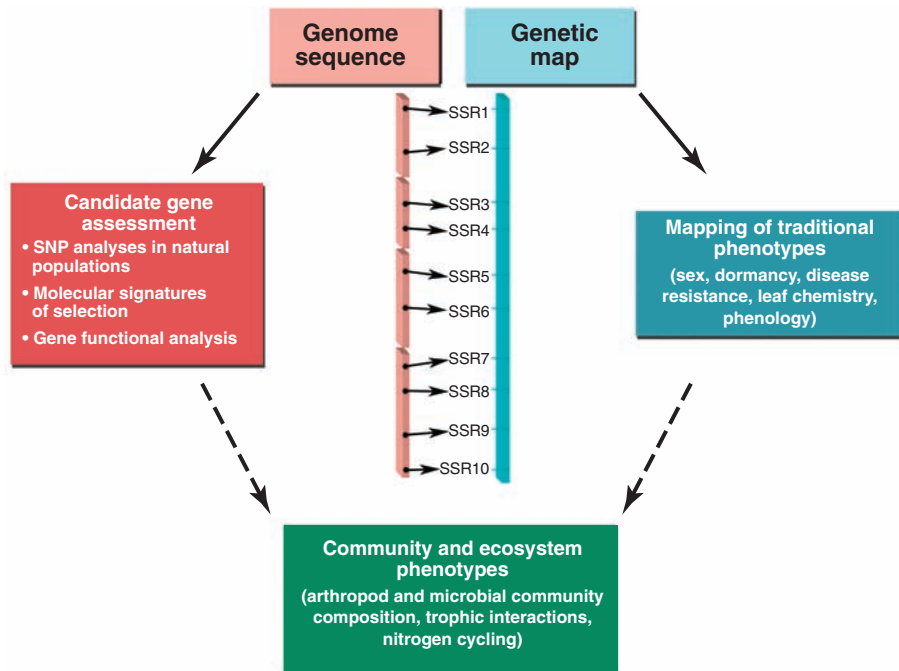 Genome
sequence
Genetic
map
SSR1
SSR2
SSR3
SSR4
SSR5
SSR6
SSR7
SSR8
SSR9
SSR10
Candidate gene
assessment
• SNP analyses in natural
populations
• Molecular signatures
of selection
• Gene functional analysis
Mapping of traditional
phenotypes
(sex, dormancy, disease
resistance, leaf chemistry,
phenology)
Community and ecosystem
phenotypes
(arthropod and microbial community
composition, trophic interactions,
nitrogen cycling)